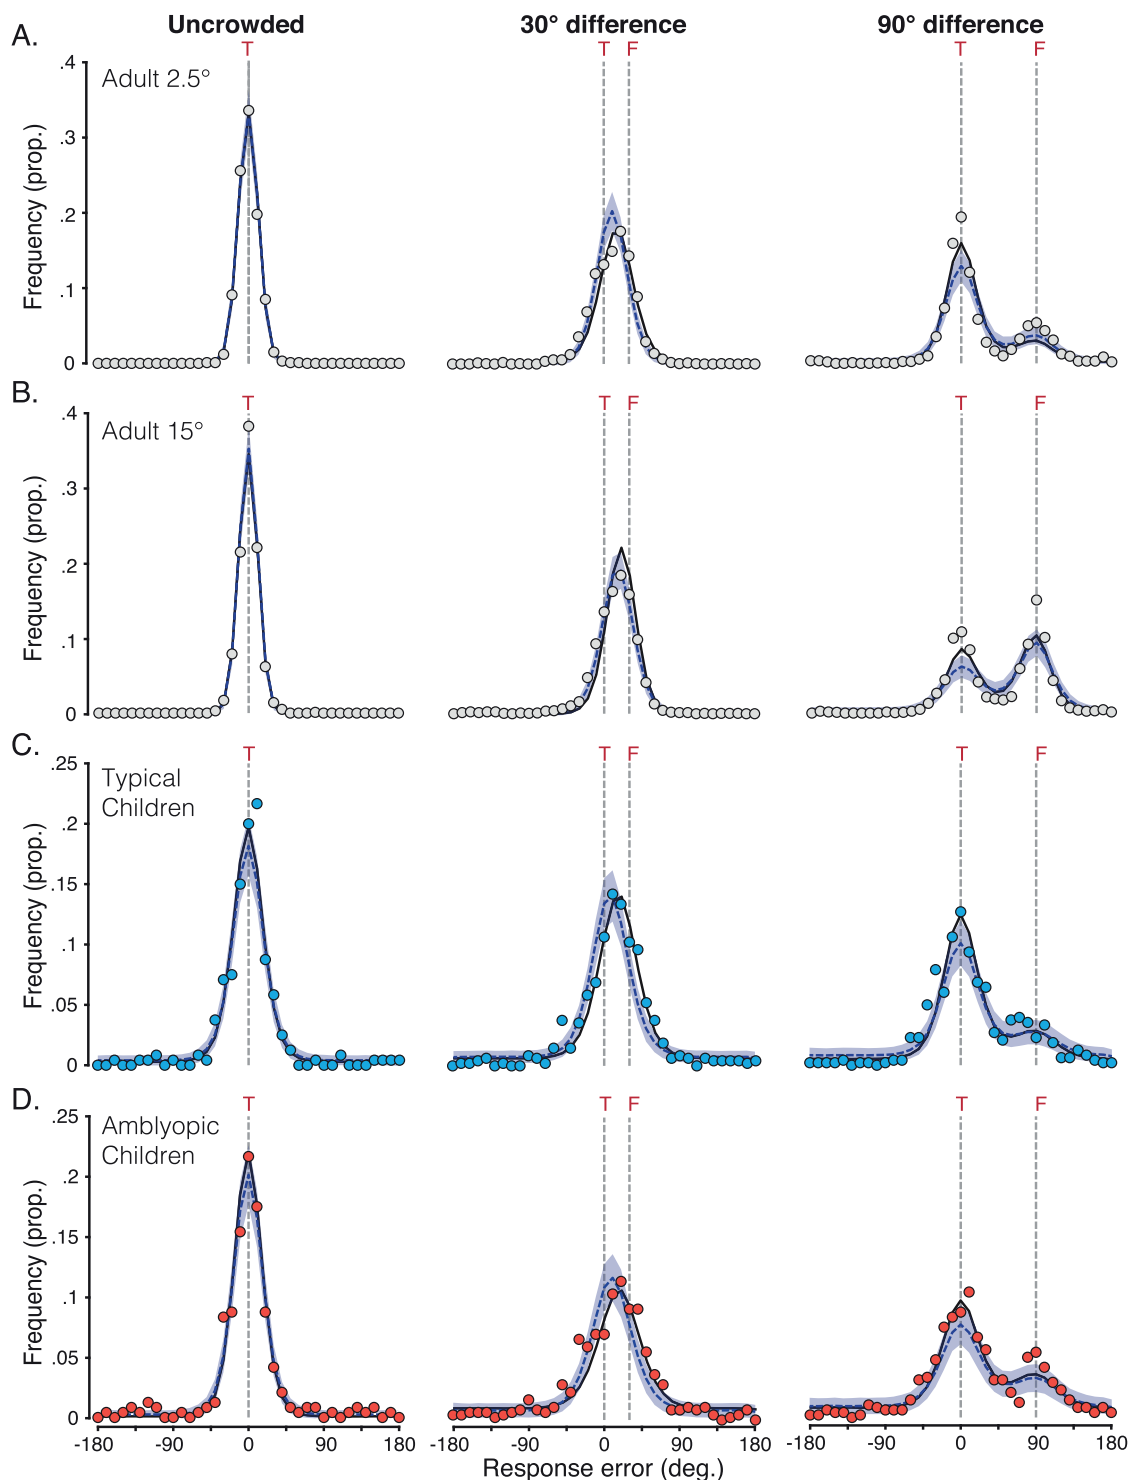 Uncrowded 30° difference 90° difference
A.
T T F T F
Adult 2.5°
.4
.3
.2
.1
0
Frequency (prop.)
B.
T T F T F
Adult 15°
.4
.3
.2
.1
0
Frequency (prop.)
C.
T T F T F
Typical
Children
.25
.2
.15
.1
.05
0
Frequency (prop.)
D.
T T F T F
Amblyopic
Children
.25
.2
.15
.1
.05
0
Frequency (prop.)
-180 -90 0 90 180 -180 -90 0 90 180 -180 -90 0 90 180
Response error (deg.)